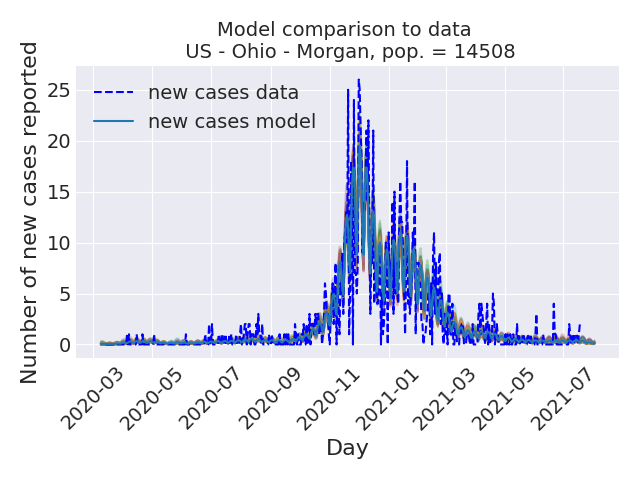 Model comparison to data
US - Ohio - Morgan, pop. = 14508
Number of new cases reported
25
20
15
10
5
0
new cases data
new cases model
2020-03
2020-05
2020-07
2020-09
2020-11
2021-01
2021-03
2021-05
2021-07
Day